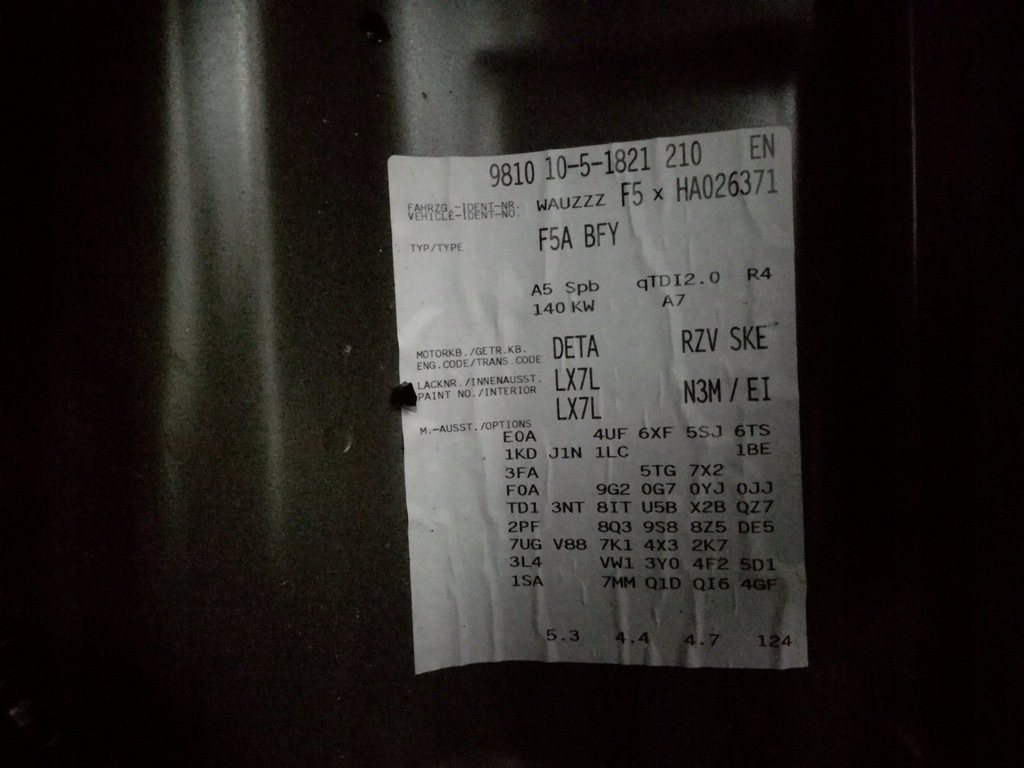 9810 10-5-1821 210 EN
FAHRZG.-IDENT-NR. WAUZZZ F5 x HA026371
VEHICLE-IDENT-NO.
TYP/TYPE F5A BFY
A5 Spb qTDI2.0 R4
140 KW A7
MOTORKB./GETR.KB. DETA RZV SKE
ENG.CODE/TRANS.CODE
LACKNR./INNENAUSST. LX7L N3M / EI
PAINT NO./INTERIOR LX7L
M.-AUSST./OPTIONS
E0A 4UF 6XF 5SJ 6TS
1KD J1N 1LC 1BE
3FA 5TG 7X2
F0A 9G2 0G7 0YJ 0JJ
TD1 3NT 8IT U5B X2B QZ7
2PF 8Q3 9S8 8Z5 DE5
7UG V88 7K1 4X3 2K7
3L4 VW1 3Y0 4F2 5D1
1SA 7MM Q1D QI6 4GF
5.3 4.4 4.7 124